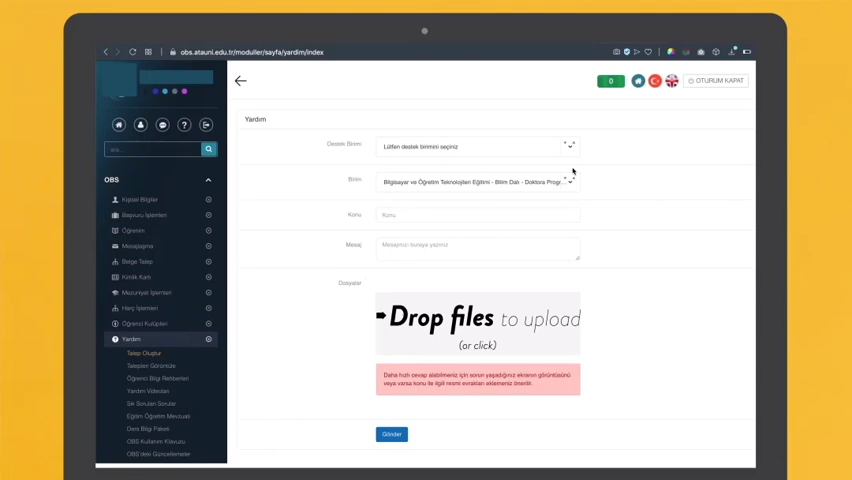 obs.atauni.edu.tr/moduller/sayfa/yardim/index
0
OTURUM KAPAT
ara...
OBS
Kişisel Bilgiler
Başvuru İşlemleri
Öğretim
Mesajlaşma
Belge Talep
Kimlik Kartı
Mezuniyet İşlemleri
Harç İşlemleri
Öğrenci Kulüpleri
Yardım
Talep Oluştur
Talepleri Görüntüle
Öğrenci Bilgi Rehberleri
Yardım Videoları
Sık Sorulan Sorular
Eğitim Öğretim Mevzuatı
Ders Bilgi Paketi
OBS Kullanım Klavuzu
OBS'deki Güncellemeler
Yardım
Destek Birimi
Lütfen destek birimini seçiniz
Birim
Bilgisayar ve Öğretim Teknolojileri Eğitimi - Bilim Dalı - Doktora Progr...
Konu
Konu
Mesaj
Mesajınızı buraya yazınız
Dosyalar
Drop files to upload
(or click)
Daha hızlı cevap alabilmeniz için sorun yaşadığınız ekranın görüntüsünü
veya varsa konu ile ilgili resmi evrakları eklemeniz önerilir.
Gönder